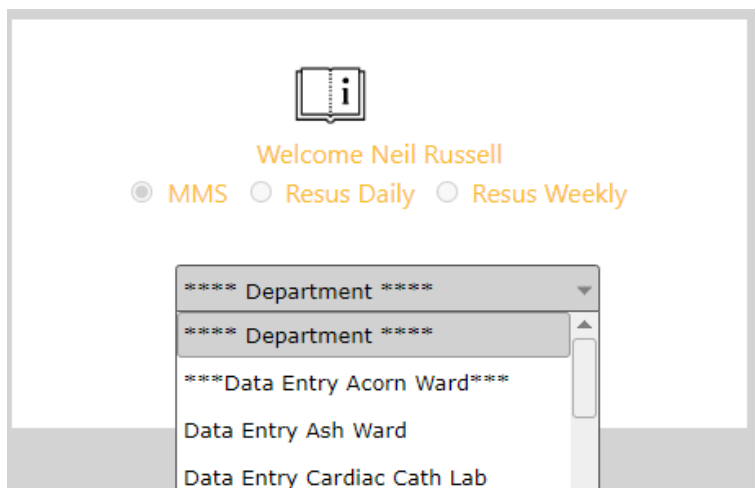 i
Welcome Neil Russell
MMS Resus Daily Resus Weekly
**** Department ****
**** Department ****
***Data Entry Acorn Ward***
Data Entry Ash Ward
Data Entry Cardiac Cath Lab